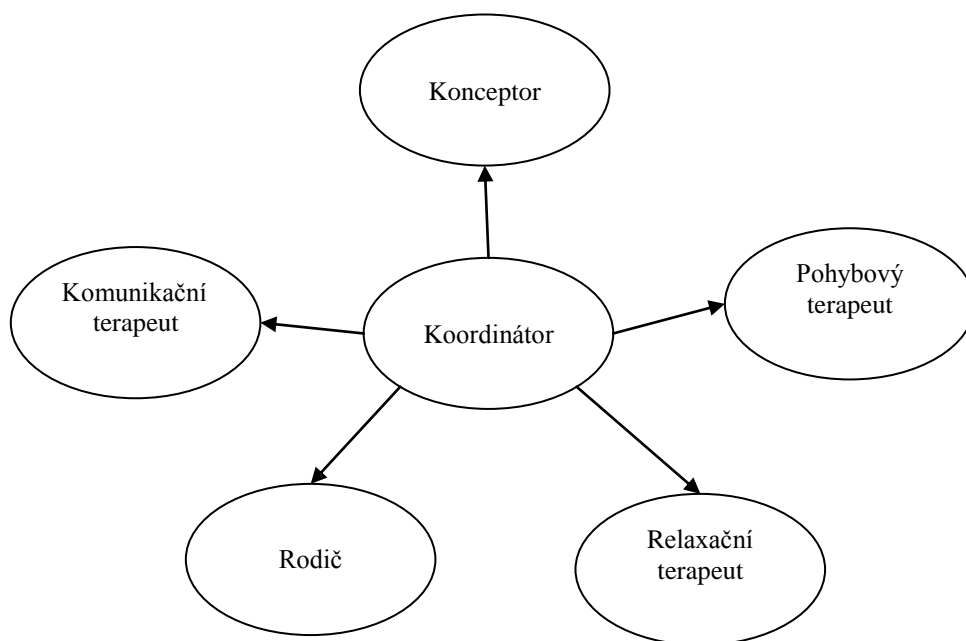 Konceptor
Komunikační
terapeut
Koordinátor
Pohybový
terapeut
Rodič
Relaxační
terapeut